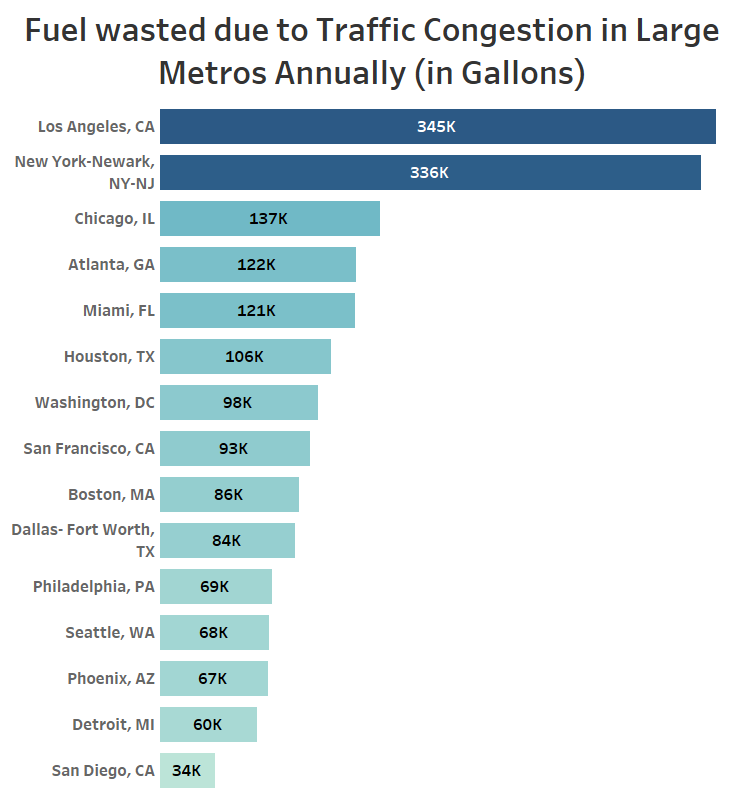 Fuel wasted due to Traffic Congestion in Large
Metros Annually (in Gallons)
Los Angeles, CA 345K
New York-Newark,
NY-NJ 336K
Chicago, IL 137K
Atlanta, GA 122K
Miami, FL 121K
Houston, TX 106K
Washington, DC 98K
San Francisco, CA 93K
Boston, MA 86K
Dallas- Fort Worth,
TX 84K
Philadelphia, PA 69K
Seattle, WA 68K
Phoenix, AZ 67K
Detroit, MI 60K
San Diego, CA 34K